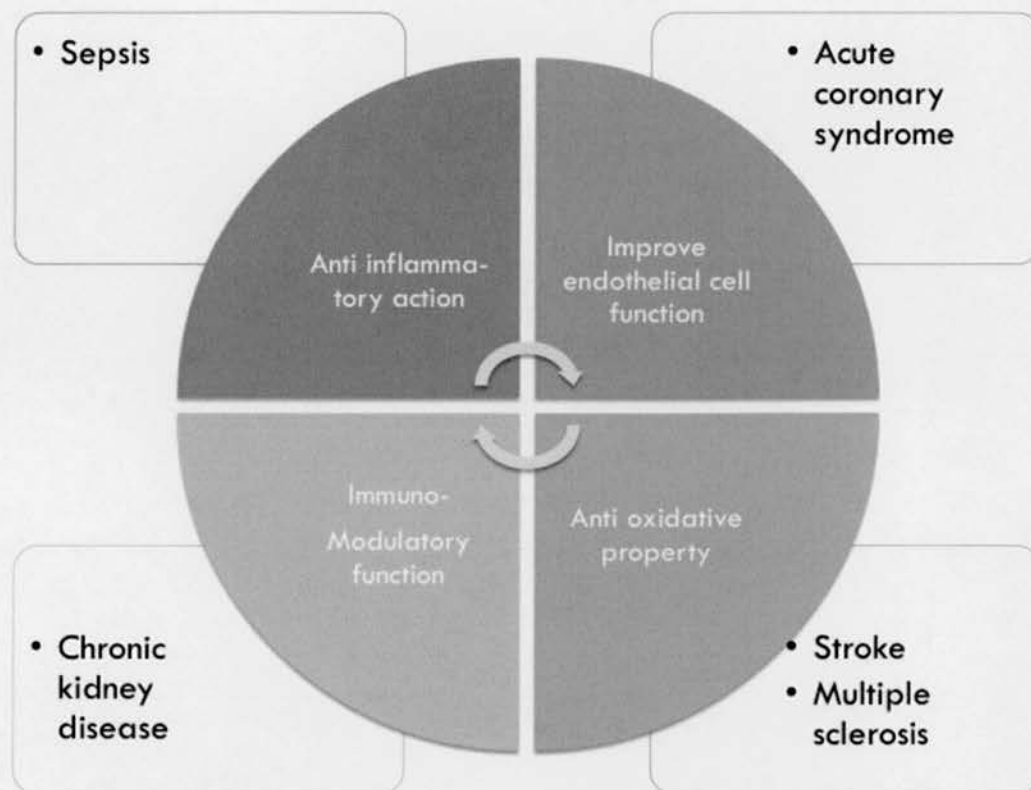 • Sepsis
• Acute
coronary
syndrome
Anti inflamma-
tory action
Improve
endothelial cell
function
Immuno-
Modulatory
function
Anti oxidative
property
• Chronic
kidney
disease
• Stroke
• Multiple
sclerosis